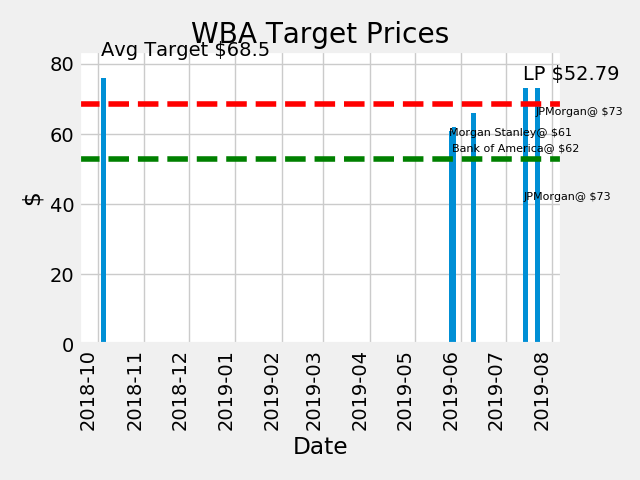 WBA Target Prices
Avg Target $68.5
LP $52.79
JPMorgan@ $73
Morgan Stanley@ $61
Bank of America@ $62
JPMorgan@ $73
$
80
60
40
20
0
2018-10
2018-11
2018-12
2019-01
2019-02
2019-03
2019-04
2019-05
2019-06
2019-07
2019-08
Date